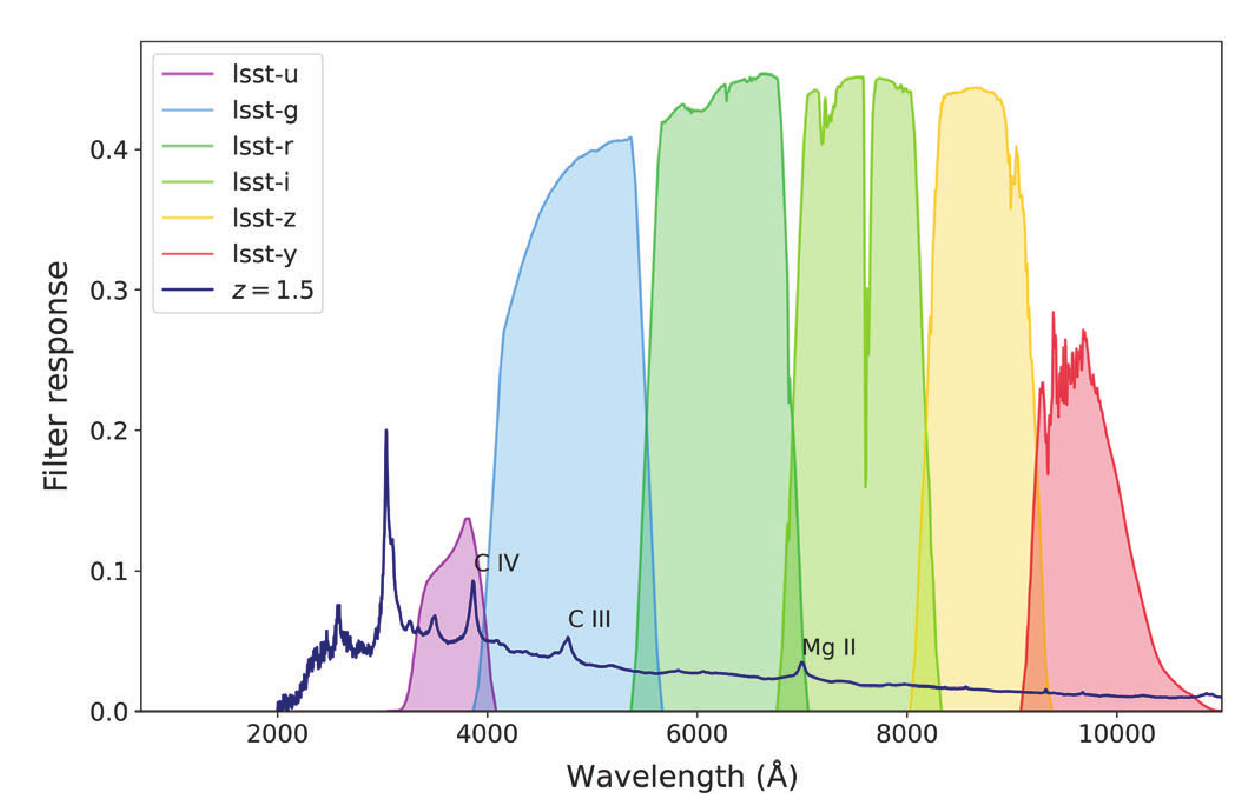 lsst-u
lsst-g
lsst-r
lsst-i
lsst-z
lsst-y
z = 1.5
Filter response
0.4
0.3
0.2
0.1
0.0
C IV
C III
Mg II
2000 4000 6000 8000 10000
Wavelength (Å)